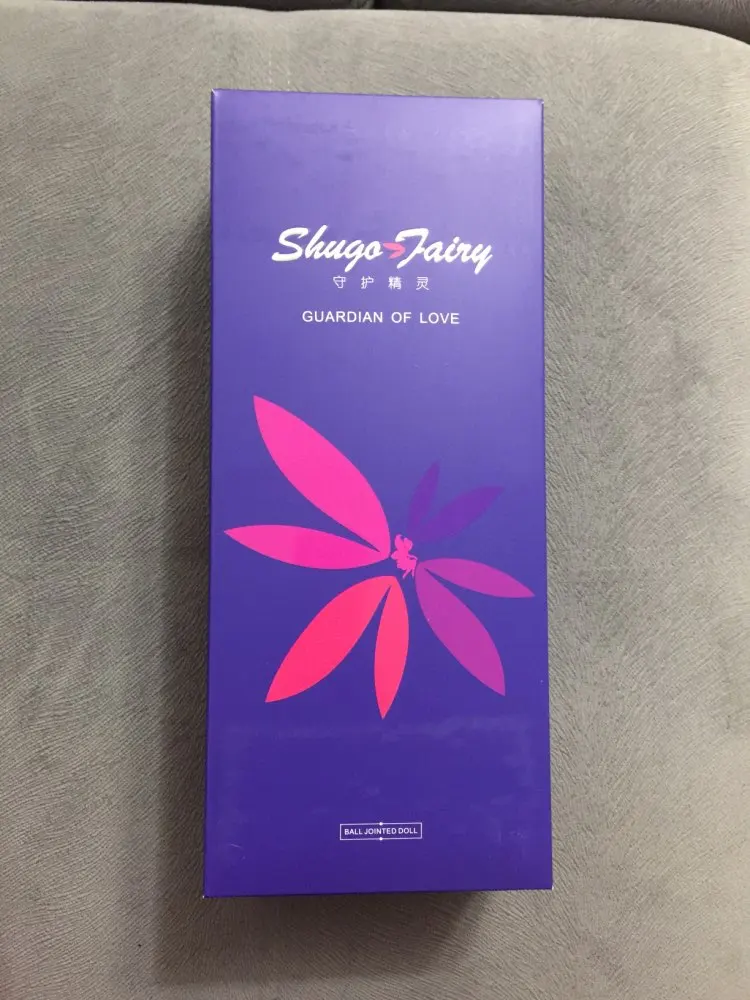 Shugo Fairy
守护精灵
GUARDIAN OF LOVE
BALL JOINTED DOLL